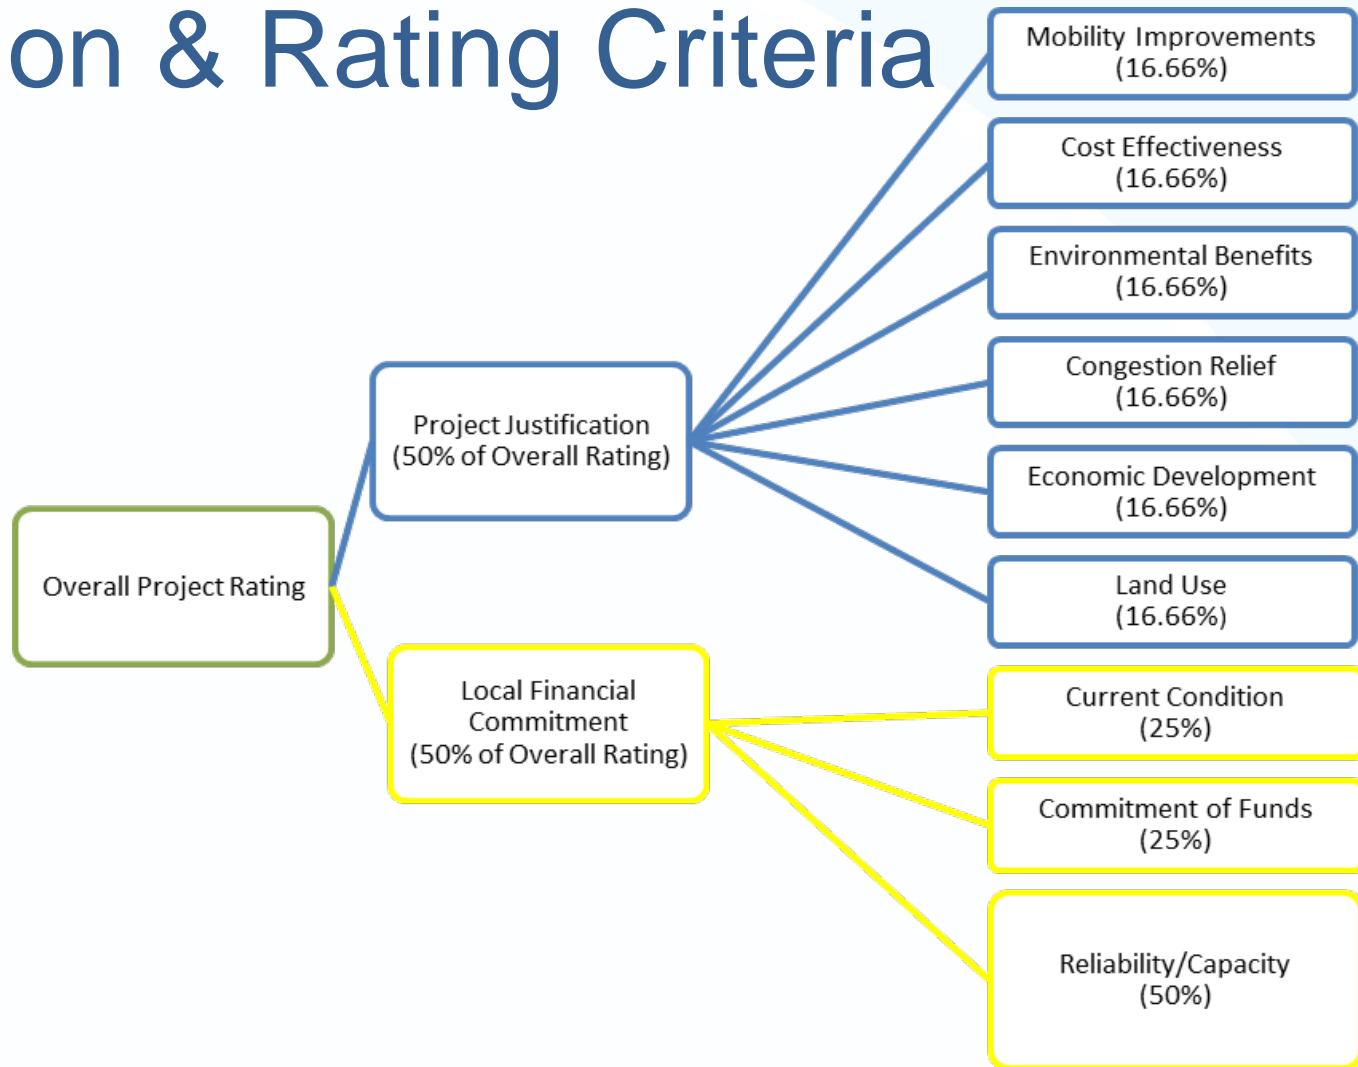 on & Rating Criteria
Mobility Improvements
(16.66%)
Cost Effectiveness
(16.66%)
Environmental Benefits
(16.66%)
Congestion Relief
(16.66%)
Economic Development
(16.66%)
Land Use
(16.66%)
Project Justification
(50% of Overall Rating)
Overall Project Rating
Local Financial
Commitment
(50% of Overall Rating)
Current Condition
(25%)
Commitment of Funds
(25%)
Reliability/Capacity
(50%)